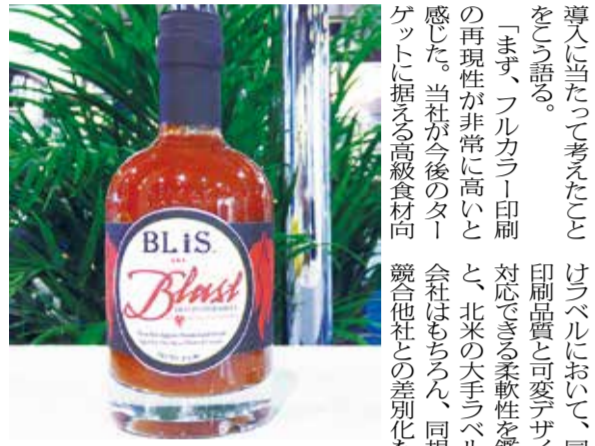 BLiS.
Blast
導入に当たって考えたこと
をこう語る。
「まず、フルカラー印刷
の再現性が非常に高いと
感じた。当社が今後のター
ゲットに据える高級食材向
けラベルにおいて、同
印刷品質と可変デザイ
対応できる柔軟性を鑑
と、北米の大手ラベル
会社はもちろん、同規
競合他社との差別化を